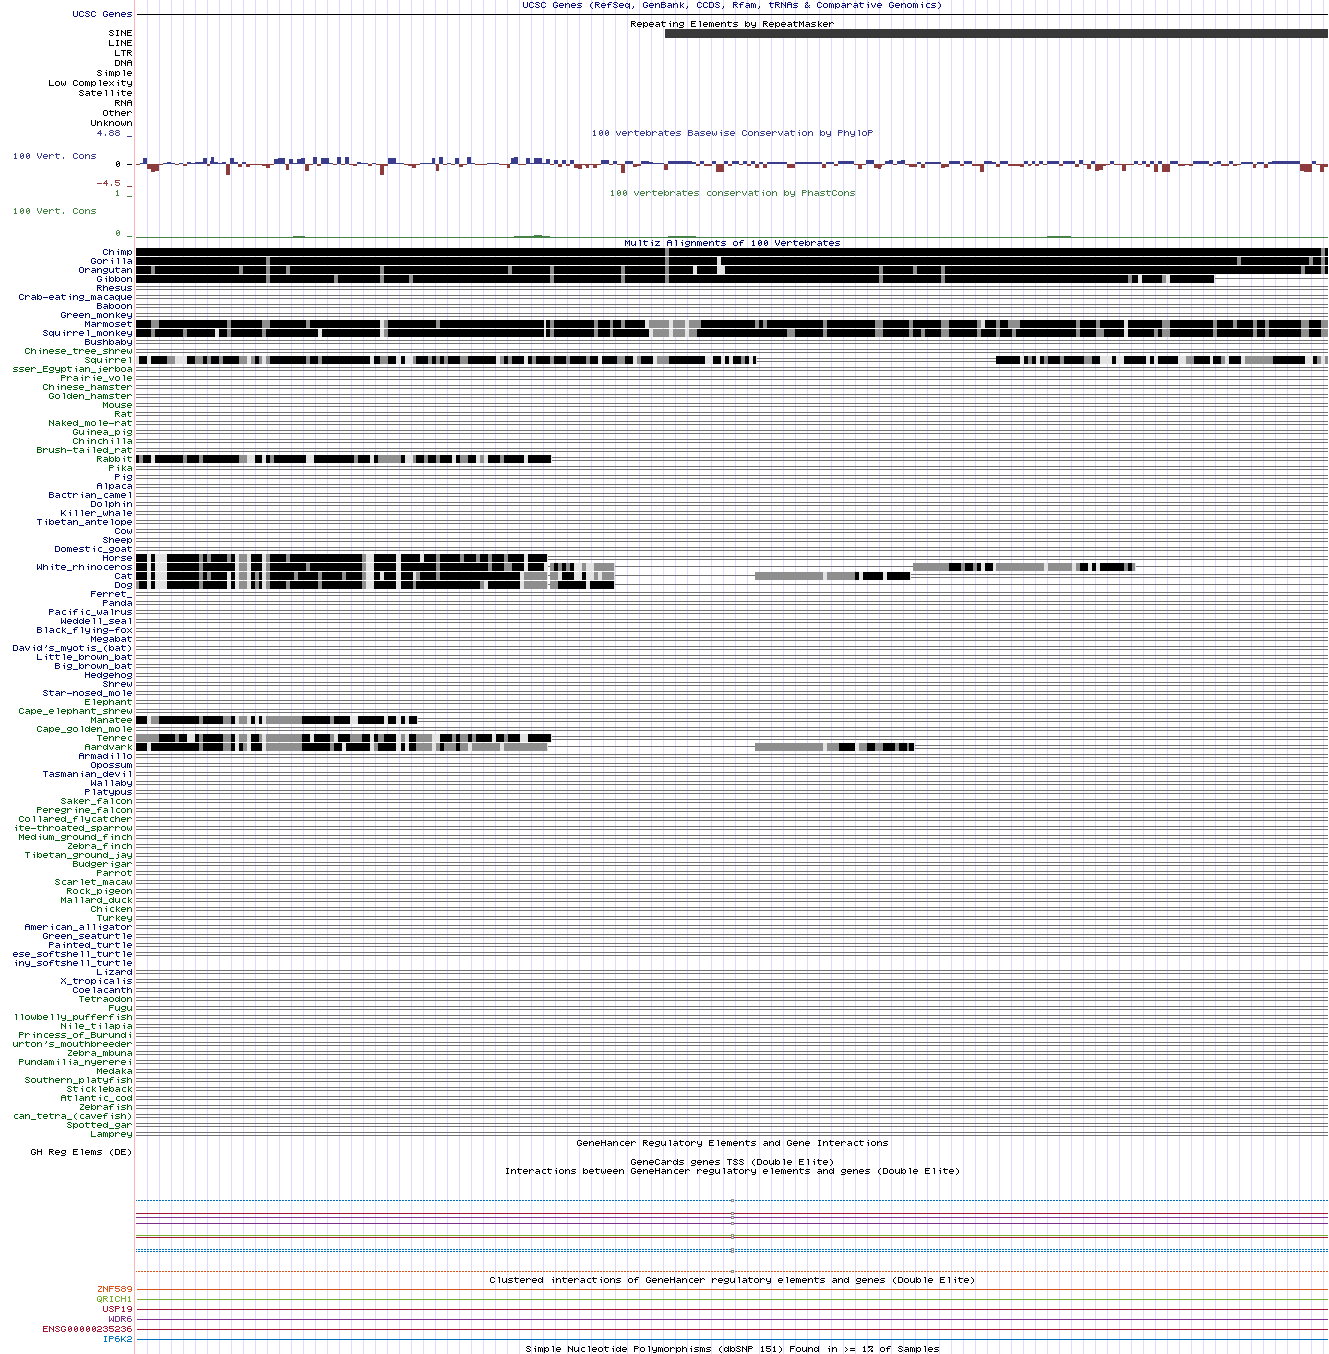 UCSC Genes (RefSeq, GenBank, CCDS, Rfam, tRNAs & Comparative Genomics)
UCSC Genes
Repeating Elements by RepeatMasker
SINE
LINE
LTR
DNA
Simple
Low Complexity
Satellite
RNA
Other
Unknown
4.88 _
100 vertebrates Basewise Conservation by PhyloP
100 Vert. Cons
0 -
-4.5 _
100 vertebrates conservation by PhastCons
1 _
100 Vert. Cons
0 _
Multiz Alignments of 100 Vertebrates
Chimp
Gorilla
Orangutan
Gibbon
Rhesus
Crab-eating_macaque
Baboon
Green_monkey
Marmoset
Squirrel_monkey
Bushbaby
Chinese_tree_shrew
Squirrel
sser_Egyptian_jerboa
Prairie_vole
Chinese_hamster
Golden_hamster
Mouse
Rat
Naked_mole-rat
Guinea_pig
Chinchilla
Brush-tailed_rat
Rabbit
Pika
Pig
Alpaca
Bactrian_camel
Dolphin
Killer_whale
Tibetan_antelope
Cow
Sheep
Domestic_goat
Horse
White_rhinoceros
Cat
Dog
Ferret_
Panda
Pacific_walrus
Weddell_seal
Black_flying-fox
Megabat
David's_myotis_(bat)
Little_brown_bat
Big_brown_bat
Hedgehog
Shrew
Star-nosed_mole
Elephant
Cape_elephant_shrew
Manatee
Cape_golden_mole
Tenrec
Aardvark
Armadillo
Opossum
Tasmanian_devil
Wallaby
Platypus
Saker_falcon
Peregrine_falcon
Collared_flycatcher
ite-throated_sparrow
Medium_ground_finch
Zebra_finch
Tibetan_ground_jay
Budgerigar
Parrot
Scarlet_macaw
Rock_pigeon
Mallard_duck
Chicken
Turkey
American_alligator
Green_seaturtle
Painted_turtle
ese_softshell_turtle
iny_softshell_turtle
Lizard
X_tropicalis
Coelacanth
Tetraodon
Fugu
llowbelly_pufferfish
Nile_tilapia
Princess_of_Burundi
urton's_mouthbreeder
Zebra_mbuna
Pundamilia_nyererei
Medaka
Southern_platyfish
Stickleback
Atlantic_cod
Zebrafish
can_tetra_(cavefish)
Spotted_gar
Lamprey
GeneHancer Regulatory Elements and Gene Interactions
GH Reg Elems (DE)
GeneCards genes TSS (Double Elite)
Interactions between GeneHancer regulatory elements and genes (Double Elite)
Clustered interactions of GeneHancer regulatory elements and genes (Double Elite)
ZNF589
QRICH1
USP19
WDR6
ENSG00000235236
IP6K2
Simple Nucleotide Polymorphisms (dbSNP 151) Found in >= 1% of Samples